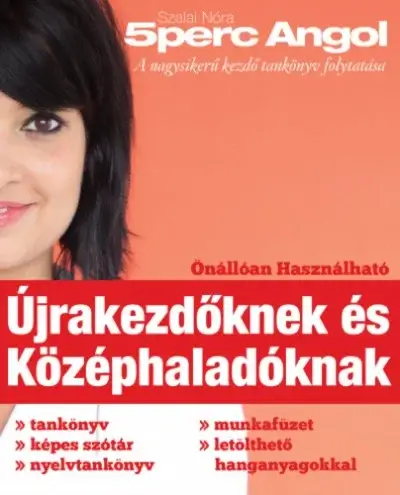 Szalai Nóra
5perc Angol
A nagysikerű kezdő tankönyv folytatása
Önállóan Használható
Újrakezdőknek és
Középhaladóknak
» tankönyv
» képes szótár
» nyelvtankönyv
» munkafüzet
» letölthető
hanganyagokkal